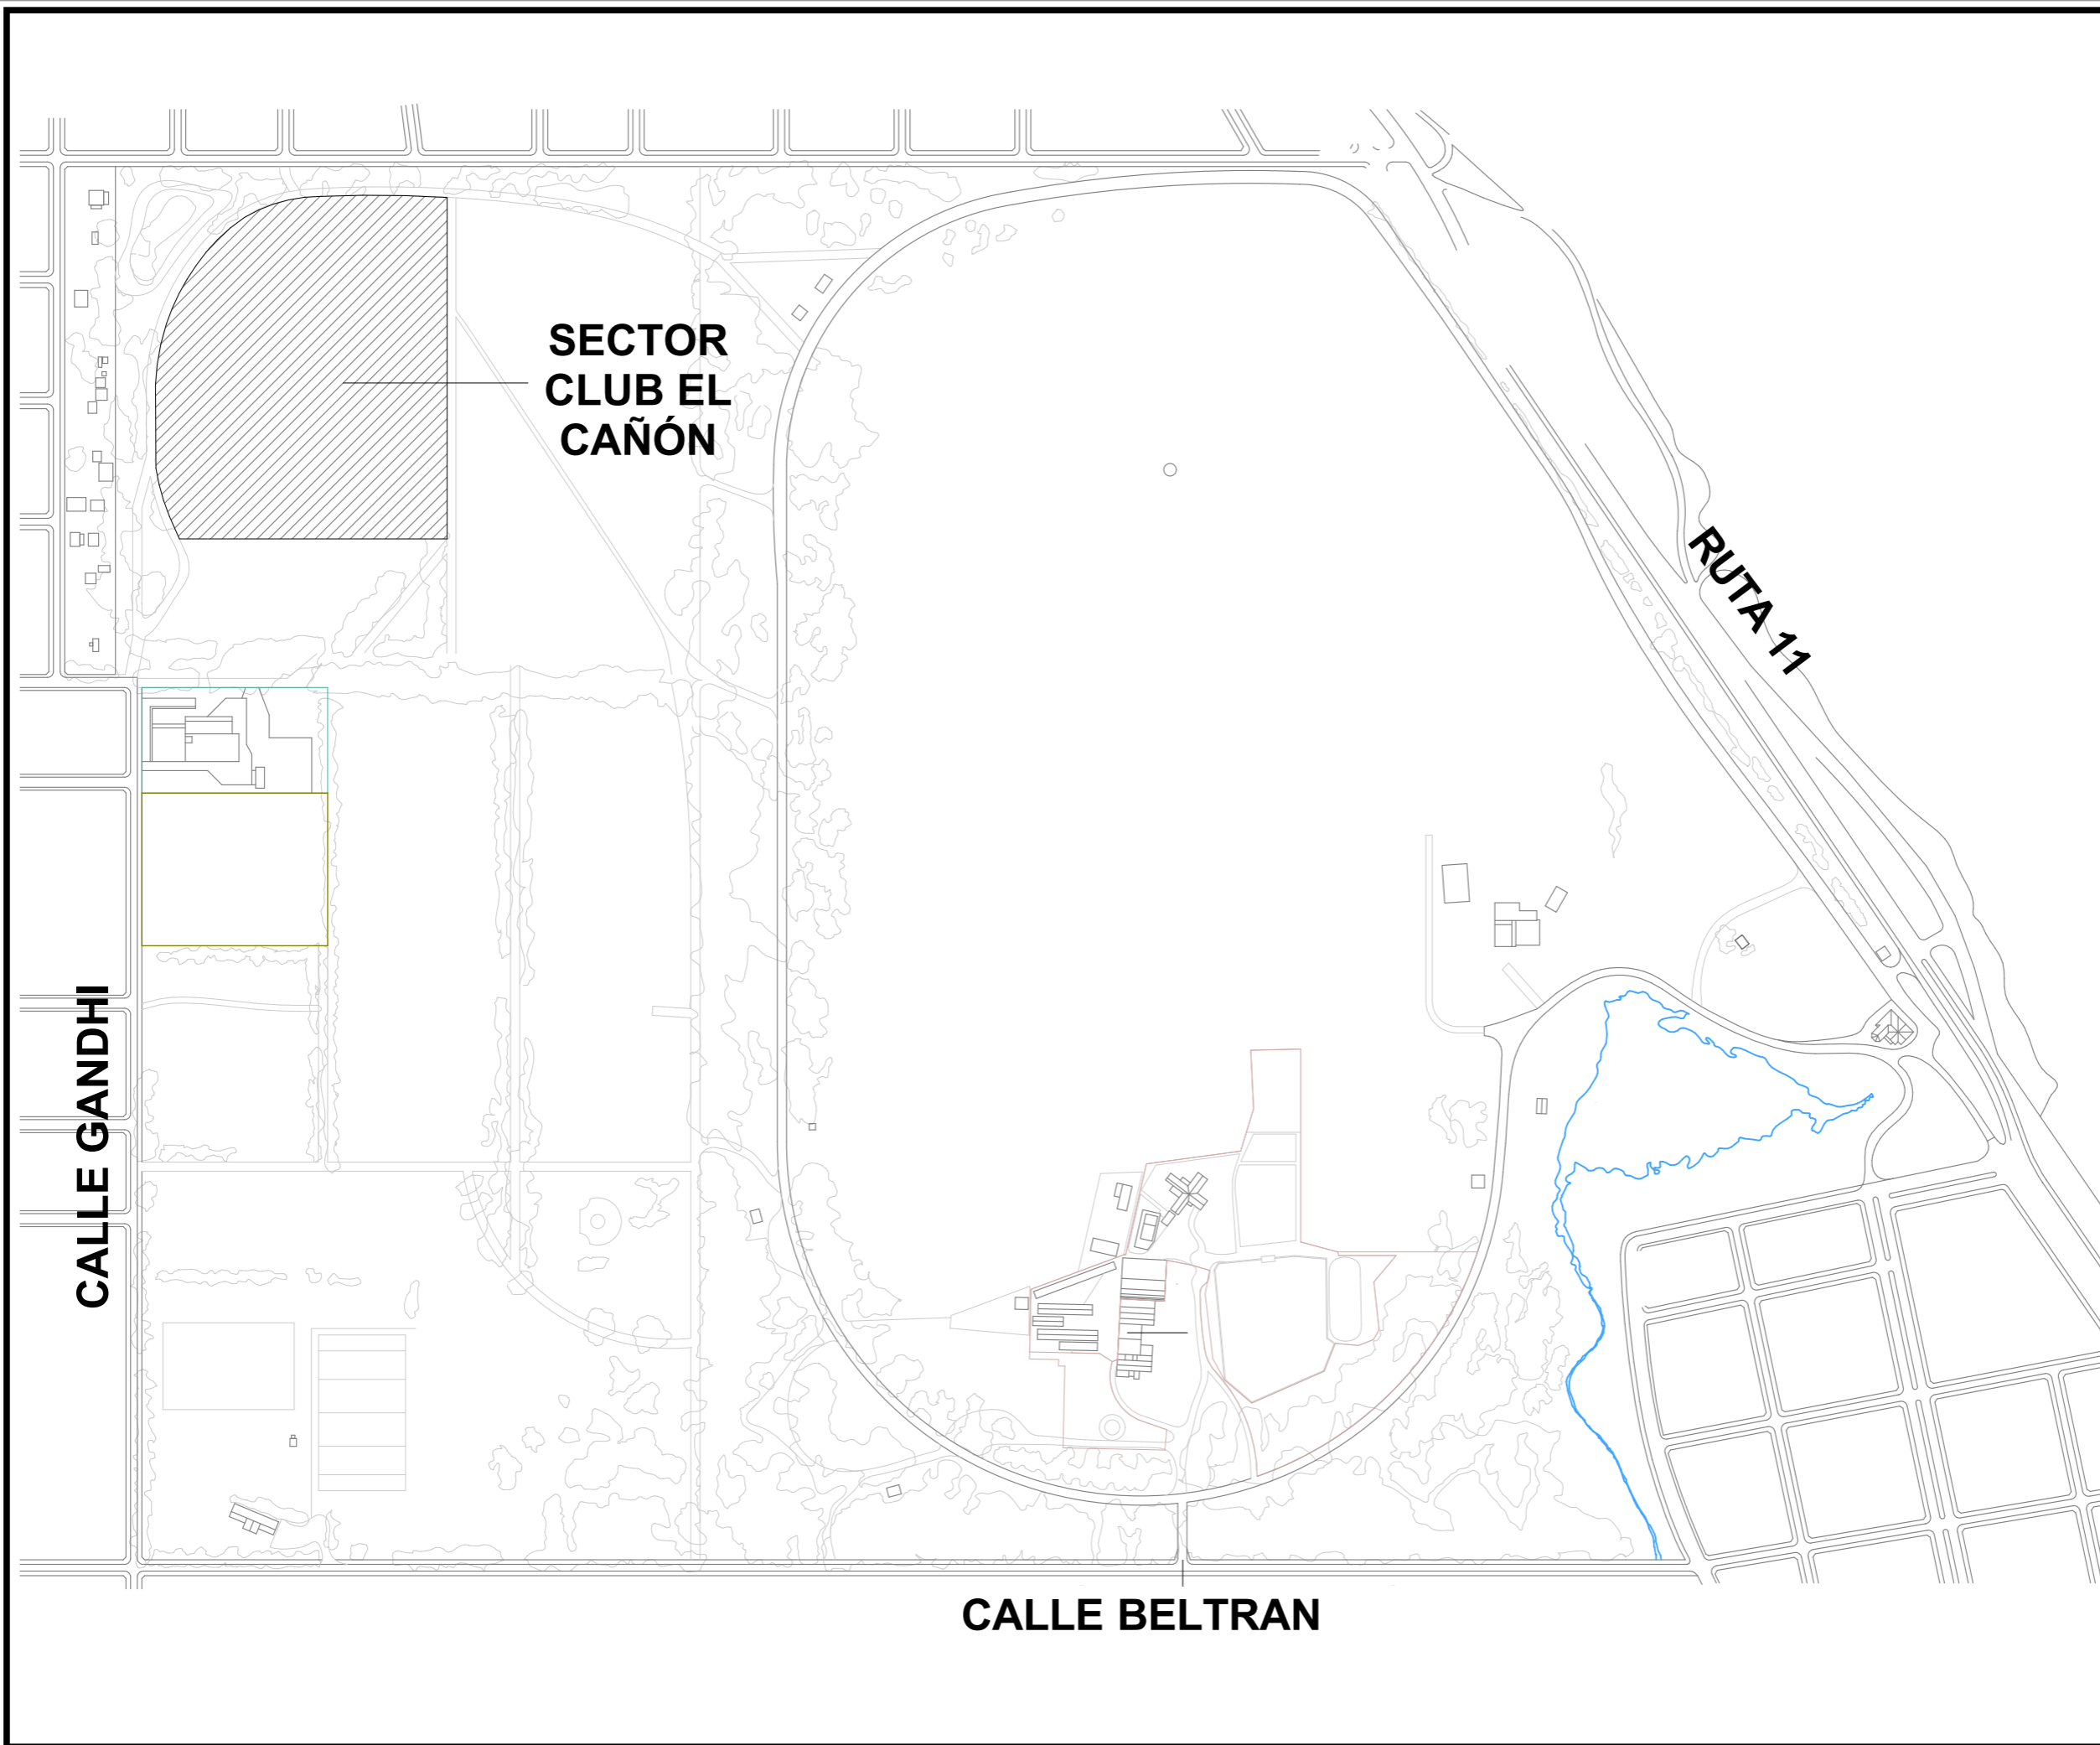 SECTOR
CLUB EL
CAÑÓN
RUTA 11
CALLE GANDHI
CALLE BELTRAN